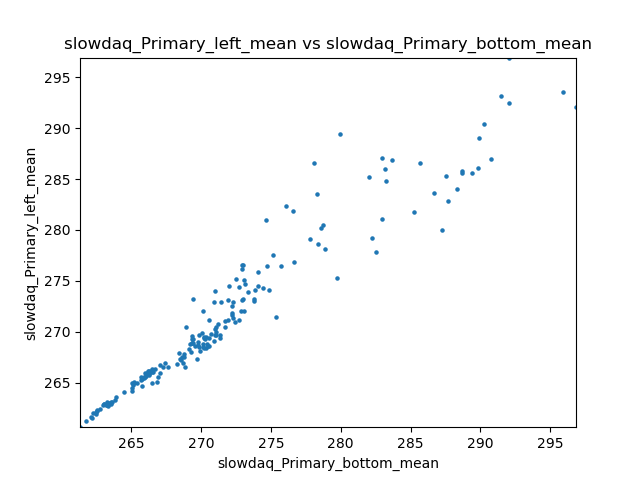 slowdaq_Primary_left_mean vs slowdaq_Primary_bottom_mean
295
290
285
280
275
270
265
slowdaq_Primary_left_mean
265 270 275 280 285 290 295
slowdaq_Primary_bottom_mean